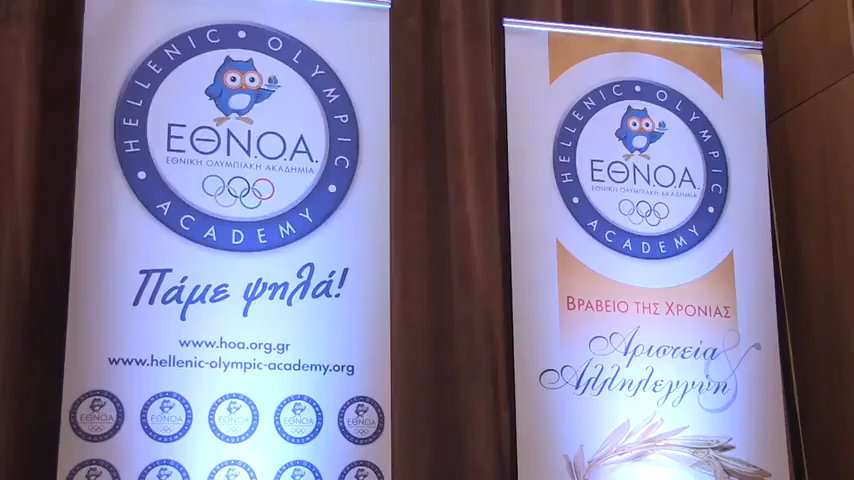 HELLENIC OLYMPIC ACADEMY
ΕΘΝ.Ο.Α.
ΕΘΝΙΚΗ ΟΛΥΜΠΙΑΚΗ ΑΚΑΔΗΜΙΑ
Πάμε ψηλά!
www.hoa.org.gr
www.hellenic-olympic-academy.org
HELLENIC OLYMPIC ACADEMY
ΕΘΝ.Ο.Α.
ΕΘΝΙΚΗ ΟΛΥΜΠΙΑΚΗ ΑΚΑΔΗΜΙΑ
ΒΡΑΒΕΙΟ ΤΗΣ ΧΡΟΝΙΑΣ
Αριστεία &
Αλληλεγγύη